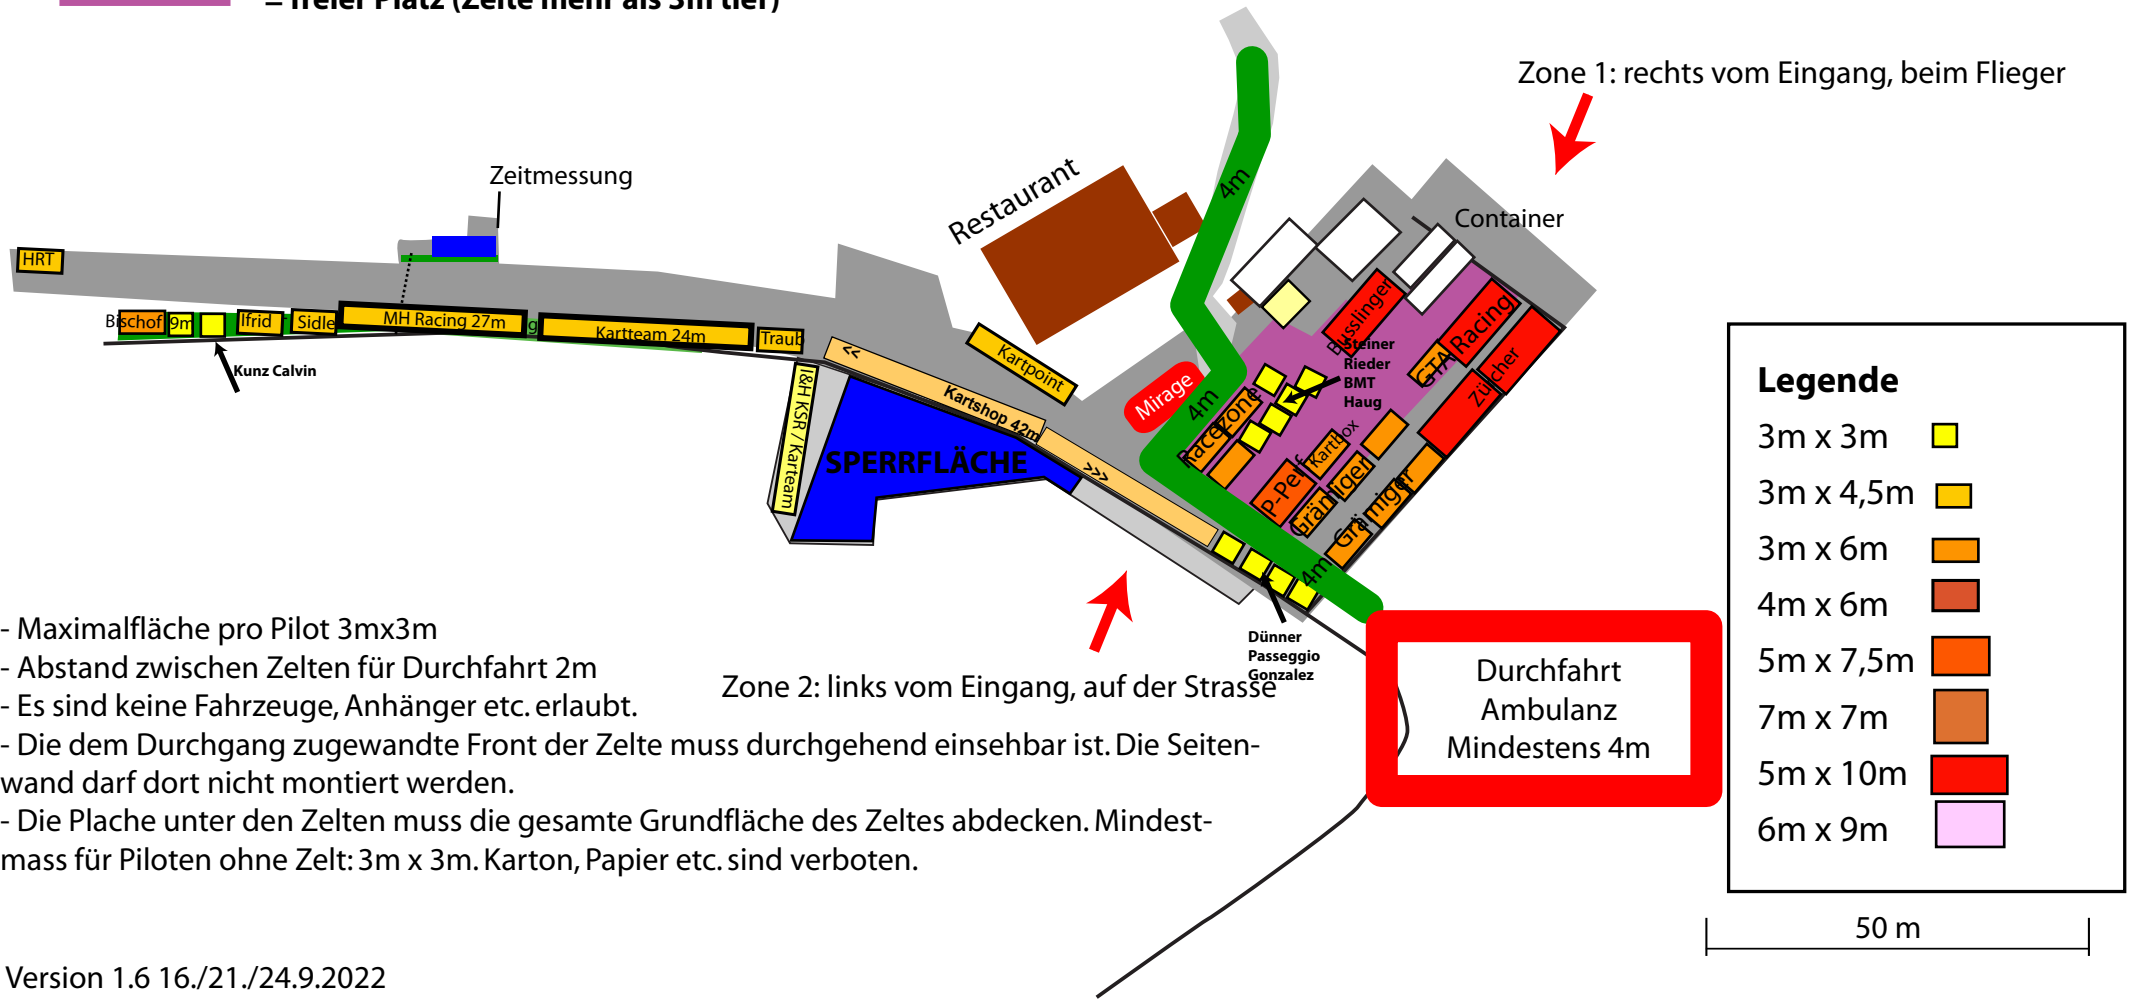 = freier Platz (Zelte mehr als 3m tief)
Zone 1: rechts vom Eingang, beim Flieger
Zeitmessung
Restaurant
4m
Container
HRT
Bischof
9m
Ifrid
Sidle
MH Racing 27m
g
Kartteam 24m
Traub
Kunz Calvin
<<
Kartshop 42m
>>>
Kartpoint
I&H KSR / Karteam
SPERRFLÄCHE
Mirage
4m
Racezone
Busslinger
Steiner
Rieder
BMT
Haug
GTA Racing
Zürcher
Kartbox
P-Perf
Grämiger
Grämiger
4m
Dünner
Passeggio
Gonzalez
Zone 2: links vom Eingang, auf der Strasse
Durchfahrt
Ambulanz
Mindestens 4m
Legende
3m x 3m
3m x 4,5m
3m x 6m
4m x 6m
5m x 7,5m
7m x 7m
5m x 10m
6m x 9m
50 m
- Maximalfläche pro Pilot 3mx3m
- Abstand zwischen Zelten für Durchfahrt 2m
- Es sind keine Fahrzeuge, Anhänger etc. erlaubt.
- Die dem Durchgang zugewandte Front der Zelte muss durchgehend einsehbar ist. Die Seiten-
wand darf dort nicht montiert werden.
- Die Plache unter den Zelten muss die gesamte Grundfläche des Zeltes abdecken. Mindest-
mass für Piloten ohne Zelt: 3m x 3m. Karton, Papier etc. sind verboten.
Version 1.6 16./21./24.9.2022